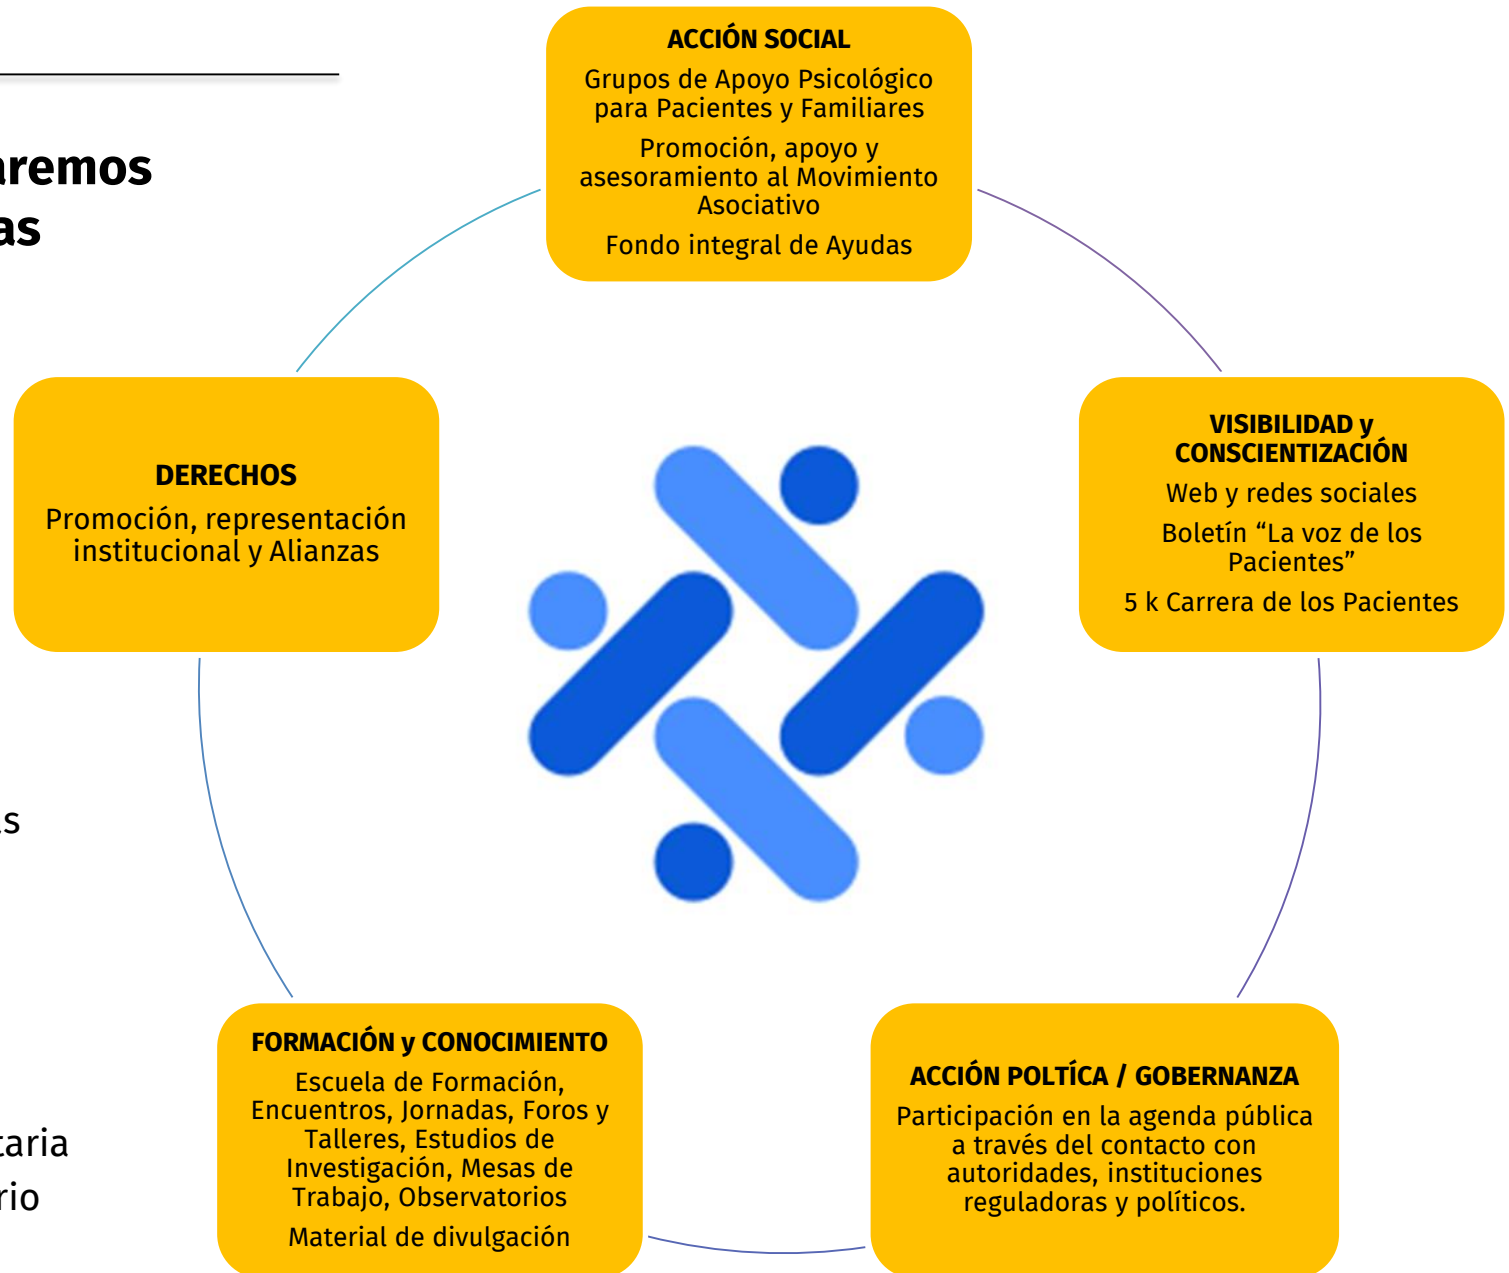 aremos
as
s
taria
rio
ACCIÓN SOCIAL
Grupos de Apoyo Psicológico
para Pacientes y Familiares
Promoción, apoyo y
asesoramiento al Movimiento
Asociativo
Fondo integral de Ayudas
DERECHOS
Promoción, representación
institucional y Alianzas
VISIBILIDAD y
CONSCIENTIZACIÓN
Web y redes sociales
Boletín “La voz de los
Pacientes”
5 k Carrera de los Pacientes
FORMACIÓN y CONOCIMIENTO
Escuela de Formación,
Encuentros, Jornadas, Foros y
Talleres, Estudios de
Investigación, Mesas de
Trabajo, Observatorios
Material de divulgación
ACCIÓN POLTÍCA / GOBERNANZA
Participación en la agenda pública
a través del contacto con
autoridades, instituciones
reguladoras y políticos.